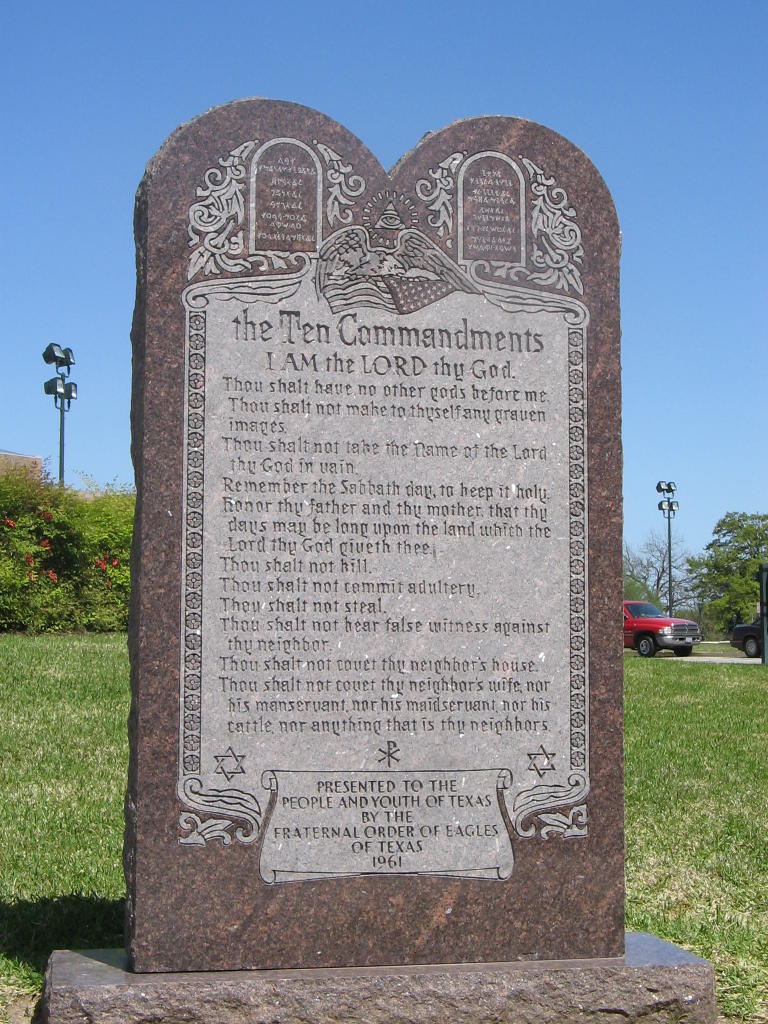 the Ten Commandments
I AM the LORD thy God.
Thou shalt have no other gods before me.
Thou shalt not make to thyself any graven
images.
Thou shalt not take the Name of the Lord
thy God in vain.
Remember the Sabbath day, to keep it holy.
Honor thy father and thy mother, that thy
days may be long upon the land which the
Lord thy God giveth thee.
Thou shalt not kill.
Thou shalt not commit adultery.
Thou shalt not steal.
Thou shalt not bear false witness against
thy neighbor.
Thou shalt not covet thy neighbor's house.
Thou shalt not covet thy neighbor's wife, nor
his manservant, nor his maidservant, nor his
cattle, nor anything that is thy neighbors.
PRESENTED TO THE
PEOPLE AND YOUTH OF TEXAS
BY THE
FRATERNAL ORDER OF EAGLES
OF TEXAS
1961